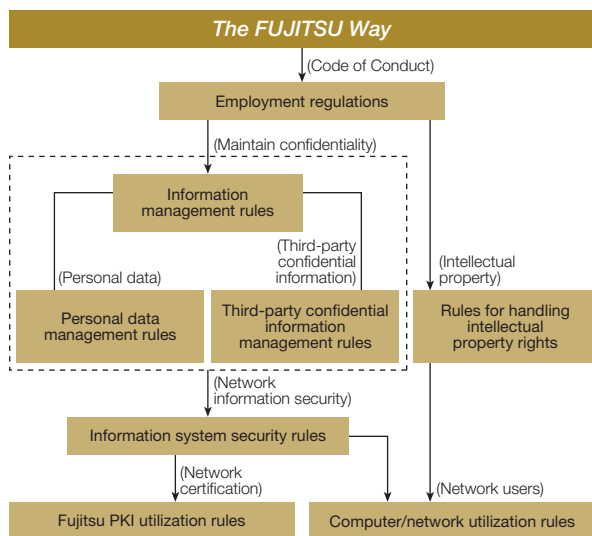 The FUJITSU Way
(Code of Conduct)
Employment regulations
(Maintain confidentiality)
Information
management rules
(Third-party
confidential
information)
(Personal data)
(Intellectual
property)
Personal data
management rules
Third-party confidential
information
management rules
Rules for handling
intellectual
property rights
(Network
information security)
Information system security rules
(Network
certification)
(Network users)
Fujitsu PKI utilization rules
Computer/network utilization rules